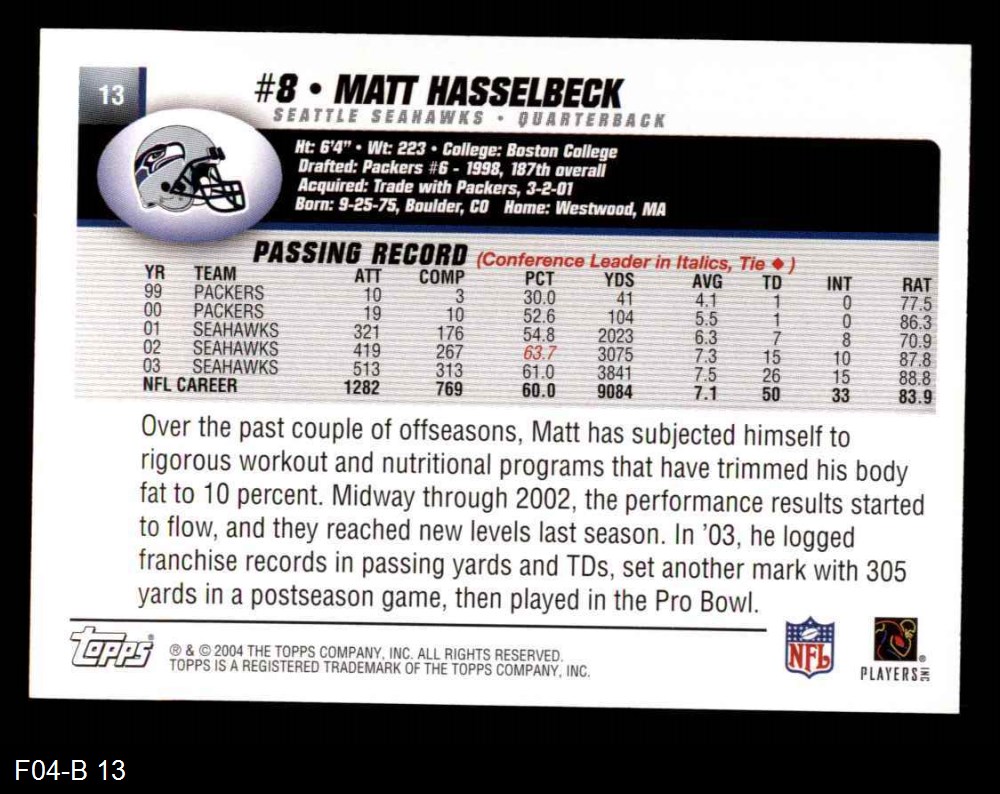 13
#8 • MATT HASSELBECK
SEATTLE SEAHAWKS • QUARTERBACK
Ht: 6'4" • Wt: 223 • College: Boston College
Drafted: Packers #6 - 1998, 187th overall
Acquired: Trade with Packers, 3-2-01
Born: 9-25-75, Boulder, CO Home: Westwood, MA
PASSING RECORD (Conference Leader in Italics, Tie ♦)
YR TEAM ATT COMP PCT YDS AVG TD INT RAT
99 PACKERS 10 3 30.0 41 4.1 1 0 77.5
00 PACKERS 19 10 52.6 104 5.5 1 0 86.3
01 SEAHAWKS 321 176 54.8 2023 6.3 7 8 70.9
02 SEAHAWKS 419 267 63.7 3075 7.3 15 10 87.8
03 SEAHAWKS 513 313 61.0 3841 7.5 26 15 88.8
NFL CAREER 1282 769 60.0 9084 7.1 50 33 83.9
Over the past couple of offseasons, Matt has subjected himself to
rigorous workout and nutritional programs that have trimmed his body
fat to 10 percent. Midway through 2002, the performance results started
to flow, and they reached new levels last season. In '03, he logged
franchise records in passing yards and TDs, set another mark with 305
yards in a postseason game, then played in the Pro Bowl.
Topps®
® & © 2004 THE TOPPS COMPANY, INC. ALL RIGHTS RESERVED.
TOPPS IS A REGISTERED TRADEMARK OF THE TOPPS COMPANY, INC.
NFL
PLAYERS INC ®
F04-B 13